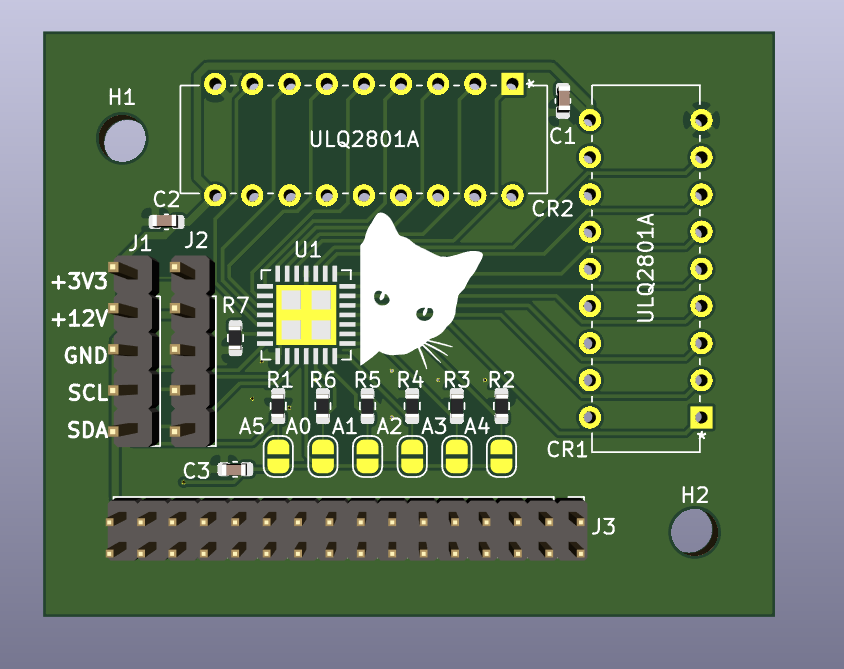 H1
*
ULQ2801A
C1
C2
CR2
J1
J2
U1
ULQ2801A
+3V3
R7
+12V
GND
R1
R6
R5
R4
R3
R2
SCL
A5
A0
A1
A2
A3
A4
SDA
*
CR1
C3
H2
J3